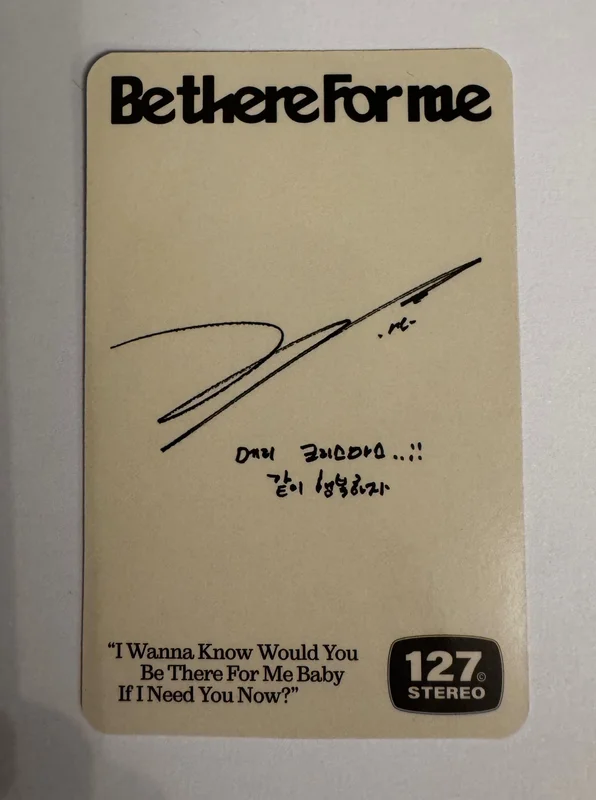 Be there For me
메리 크리스마스..!!
같이 행복하자
“I Wanna Know Would You
Be There For Me Baby
If I Need You Now?”
127©
STEREO